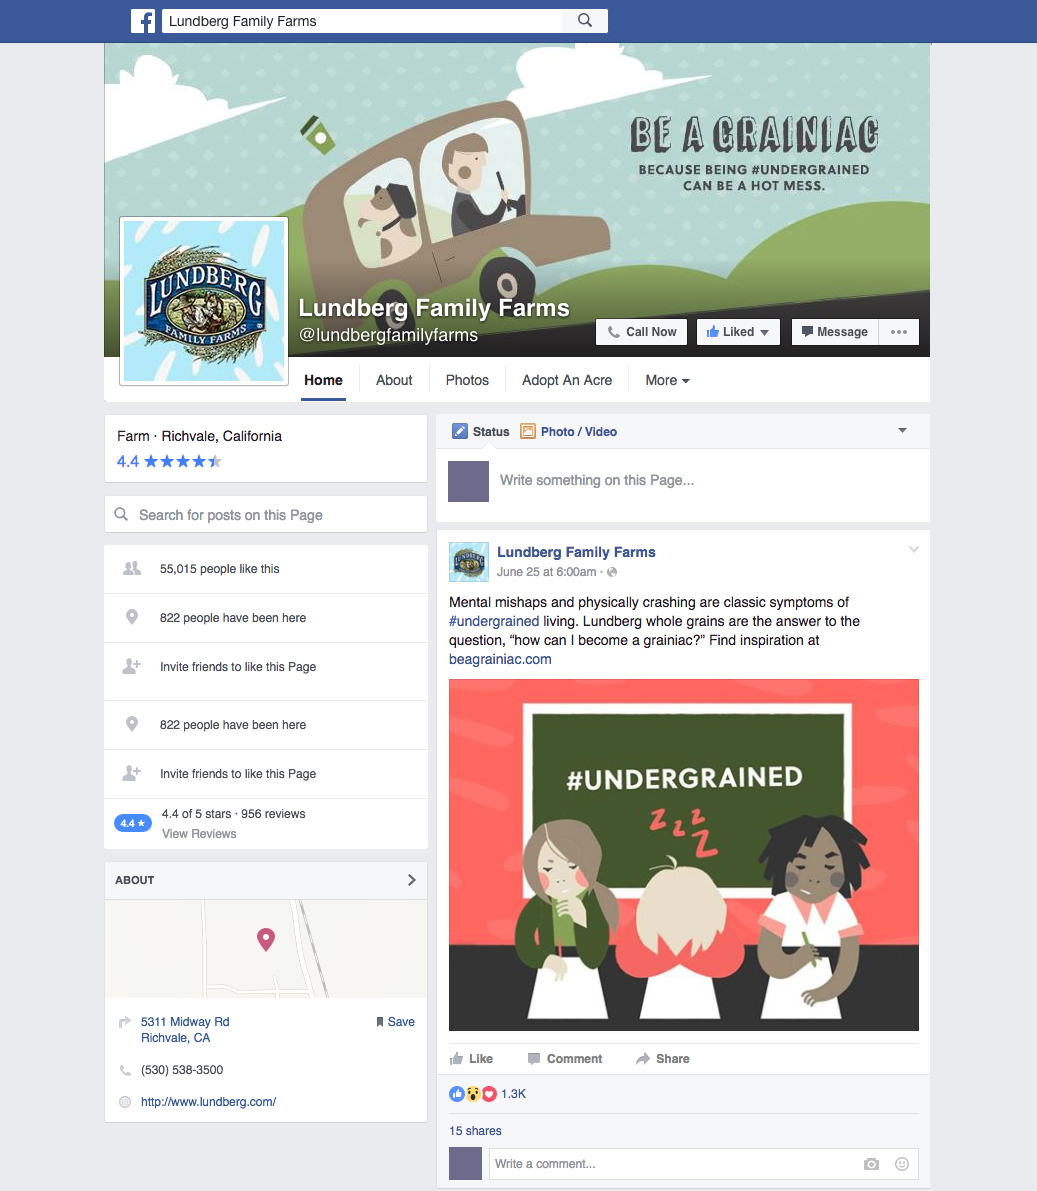 Lundberg Family Farms
BE A GRAINIAC
BECAUSE BEING #UNDERGRAINED
CAN BE A HOT MESS.
LUNDBERG
FAMILY FARMS
Lundberg Family Farms
@lundbergfamilyfarms
Call Now
Liked
Message
Home About Photos Adopt An Acre More
Farm · Richvale, California
4.4
Search for posts on this Page
55,015 people like this
822 people have been here
Invite friends to like this Page
822 people have been here
Invite friends to like this Page
4.4 ★
4.4 of 5 stars · 956 reviews
View Reviews
ABOUT
5311 Midway Rd
Richvale, CA
Save
(530) 538-3500
http://www.lundberg.com/
Status Photo / Video
Write something on this Page...
LUNDBERG
Lundberg Family Farms
June 25 at 6:00am ·
Mental mishaps and physically crashing are classic symptoms of
#undergrained living. Lundberg whole grains are the answer to the
question, “how can I become a grainiac?” Find inspiration at
beagrainiac.com
#UNDERGRAINED
Z Z Z Z
Like Comment Share
1.3K
15 shares
Write a comment...